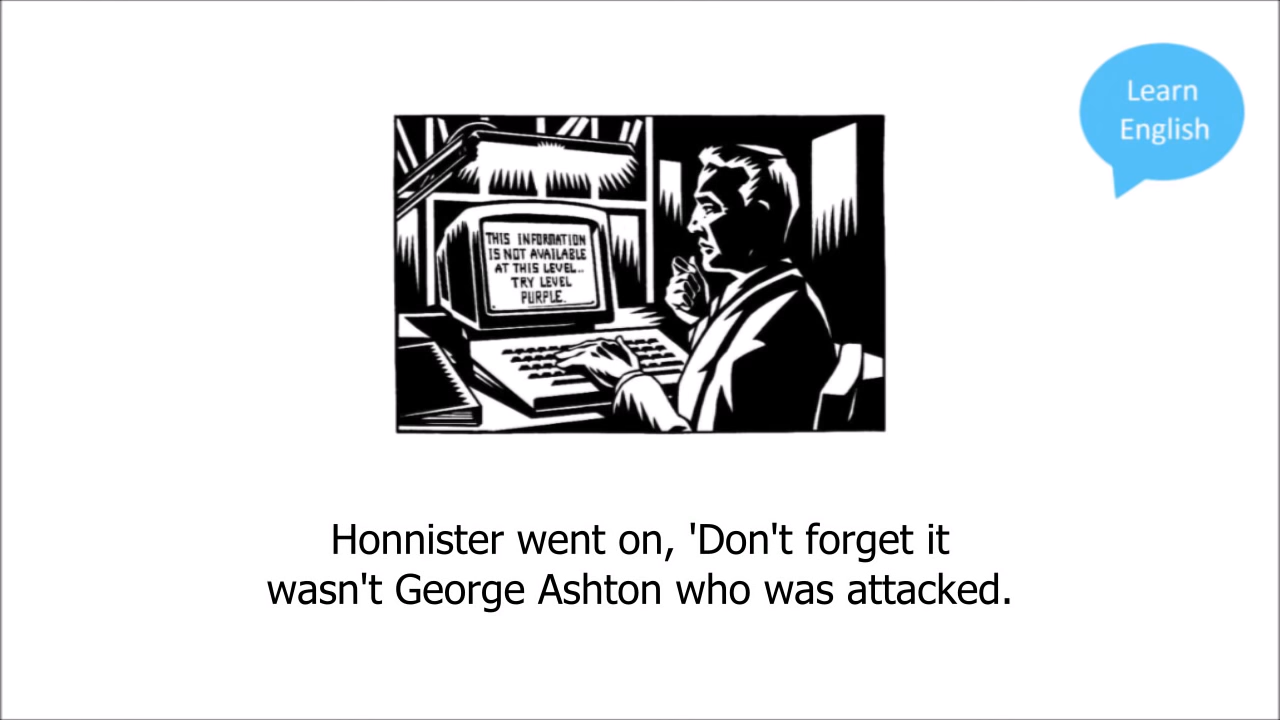 Learn
English
THIS INFORMATION
IS NOT AVAILABLE
AT THIS LEVEL..
TRY LEVEL
PURPLE.
Honnister went on, 'Don't forget it
wasn't George Ashton who was attacked.